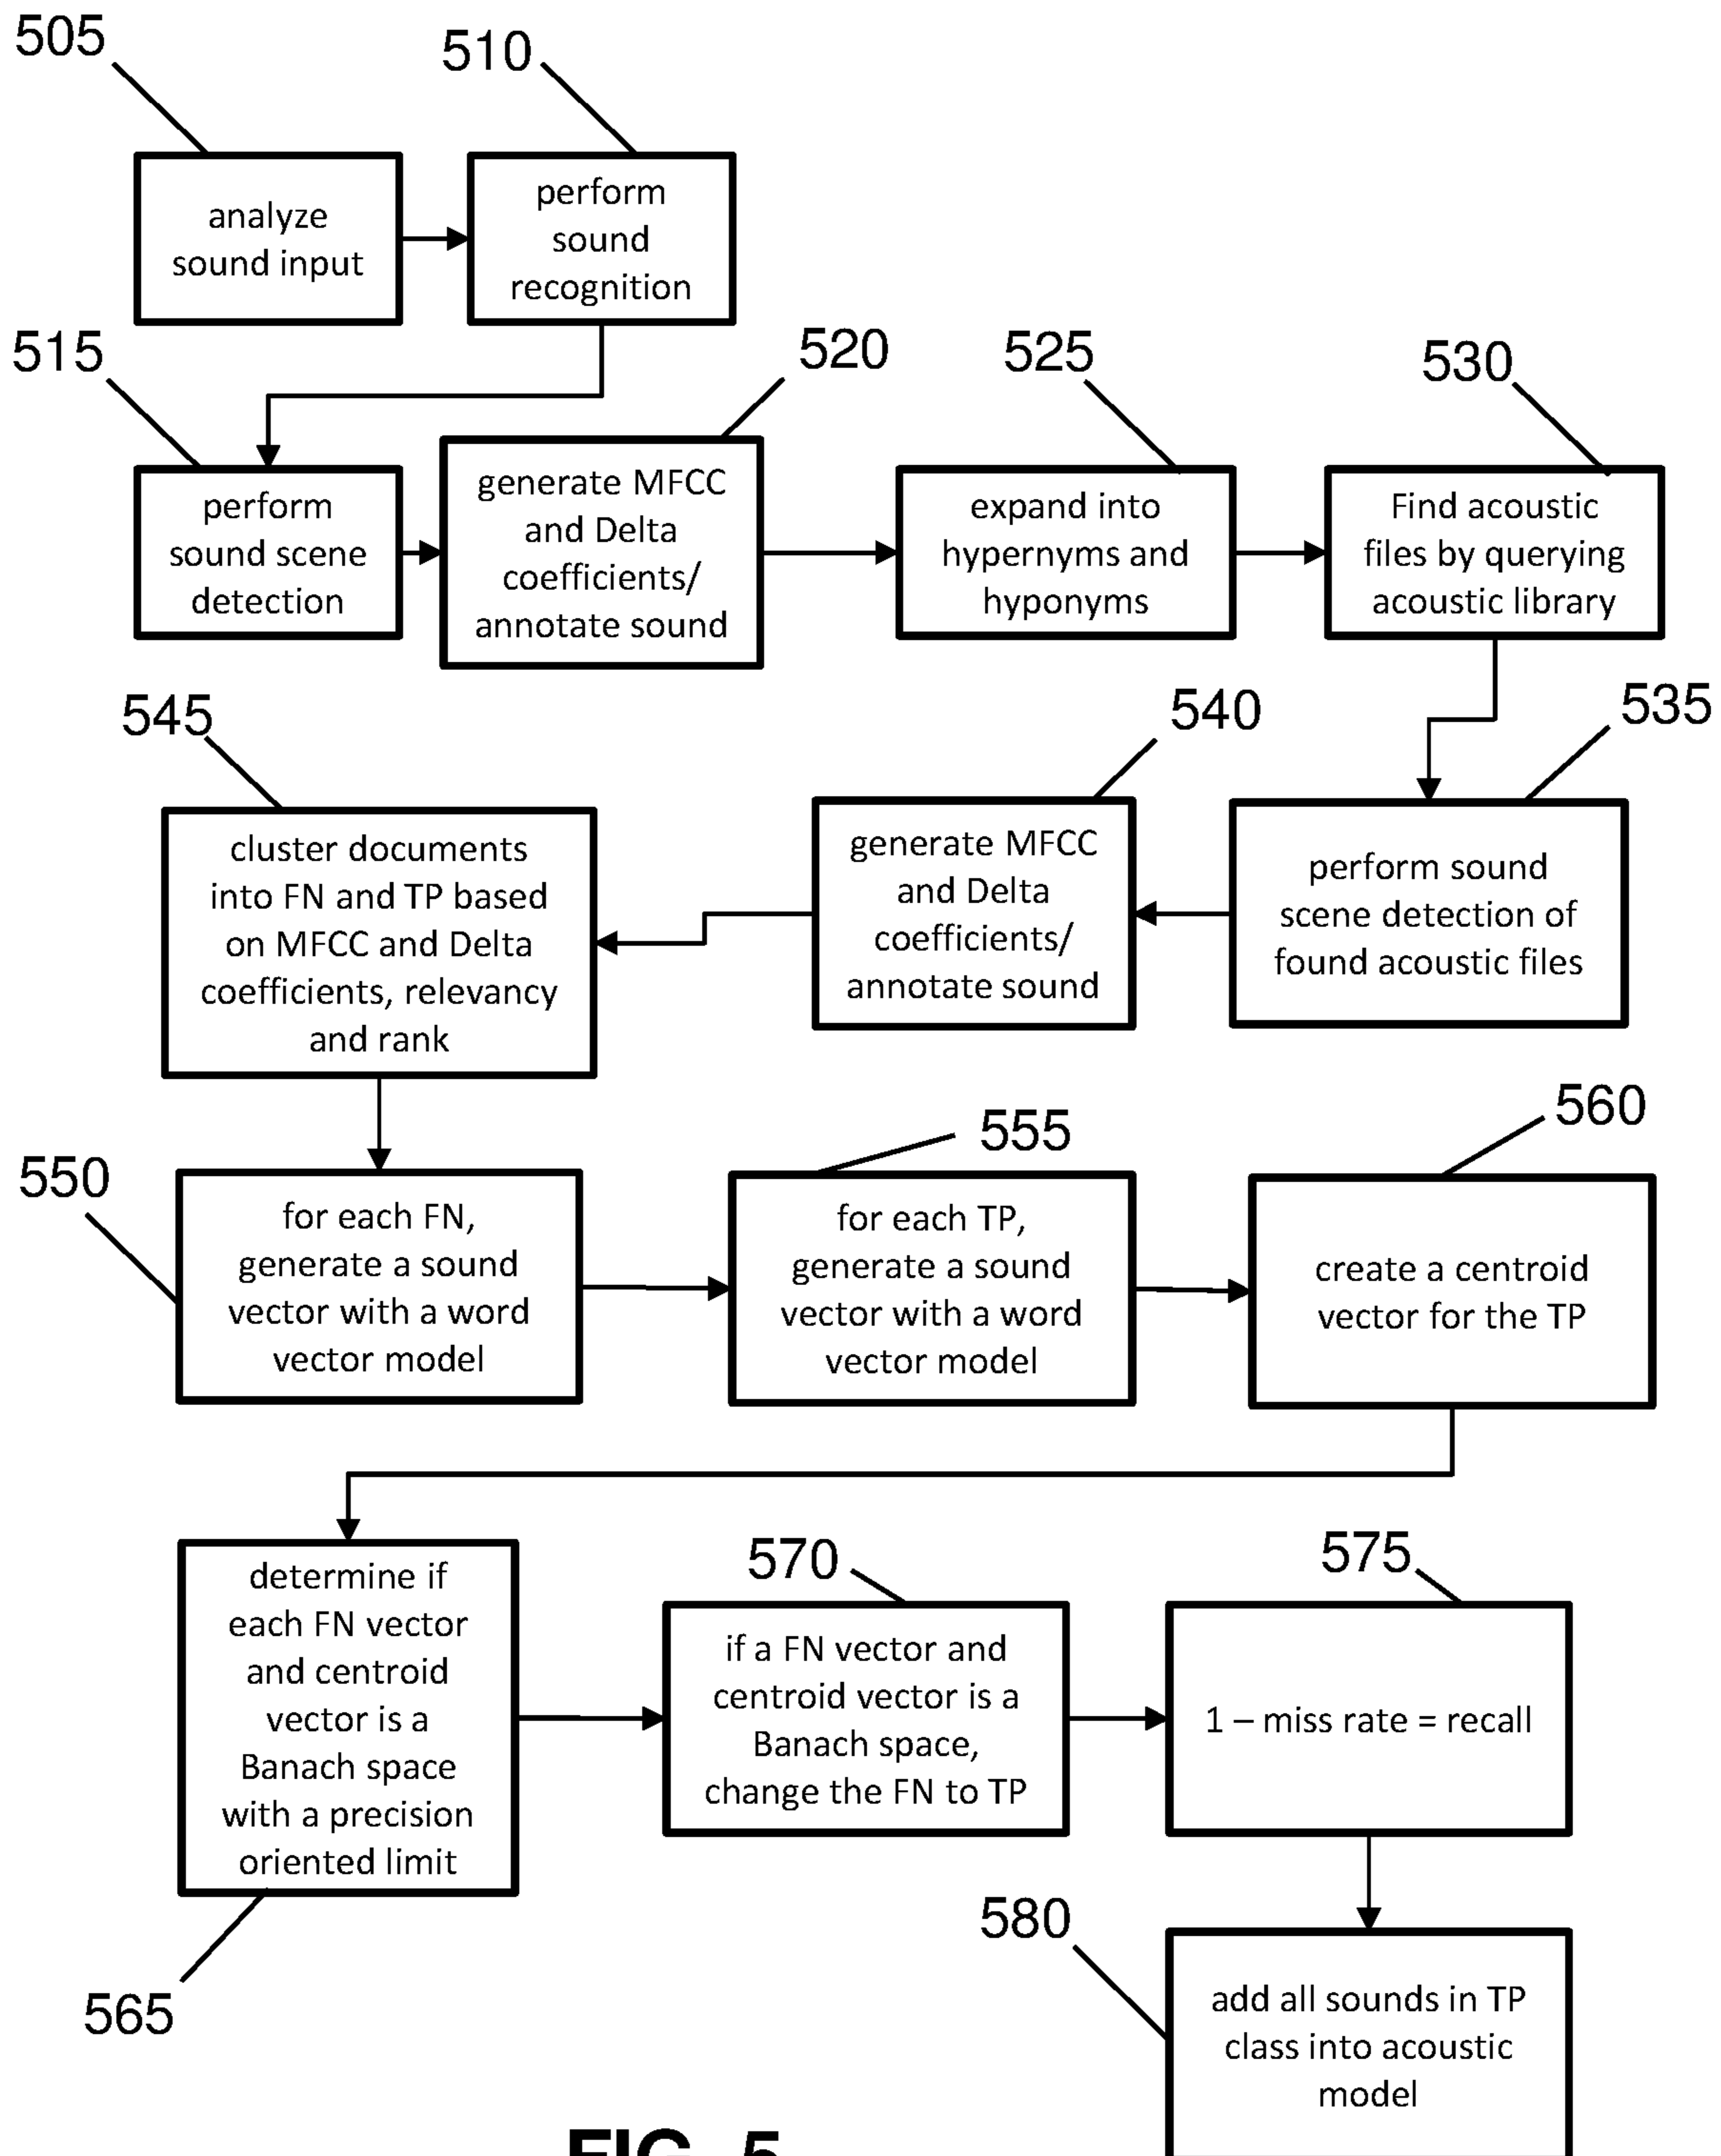 505
510
analyze
sound input
perform
sound
recognition
515
520
525
530
perform
sound scene
detection
generate MFCC
and Delta
coefficients/
annotate sound
expand into
hypernyms and
hyponyms
Find acoustic
files by querying
acoustic library
545
540
535
cluster documents
into FN and TP based
on MFCC and Delta
coefficients, relevancy
and rank
generate MFCC
and Delta
coefficients/
annotate sound
perform sound
scene detection of
found acoustic files
550
555
560
for each FN,
generate a sound
vector with a word
vector model
for each TP,
generate a sound
vector with a word
vector model
create a centroid
vector for the TP
570
575
determine if
each FN vector
and centroid
vector is a
Banach space
with a precision
oriented limit
if a FN vector and
centroid vector is a
Banach space,
change the FN to TP
1 – miss rate = recall
565
580
add all sounds in TP
class into acoustic
model
FIG. 5